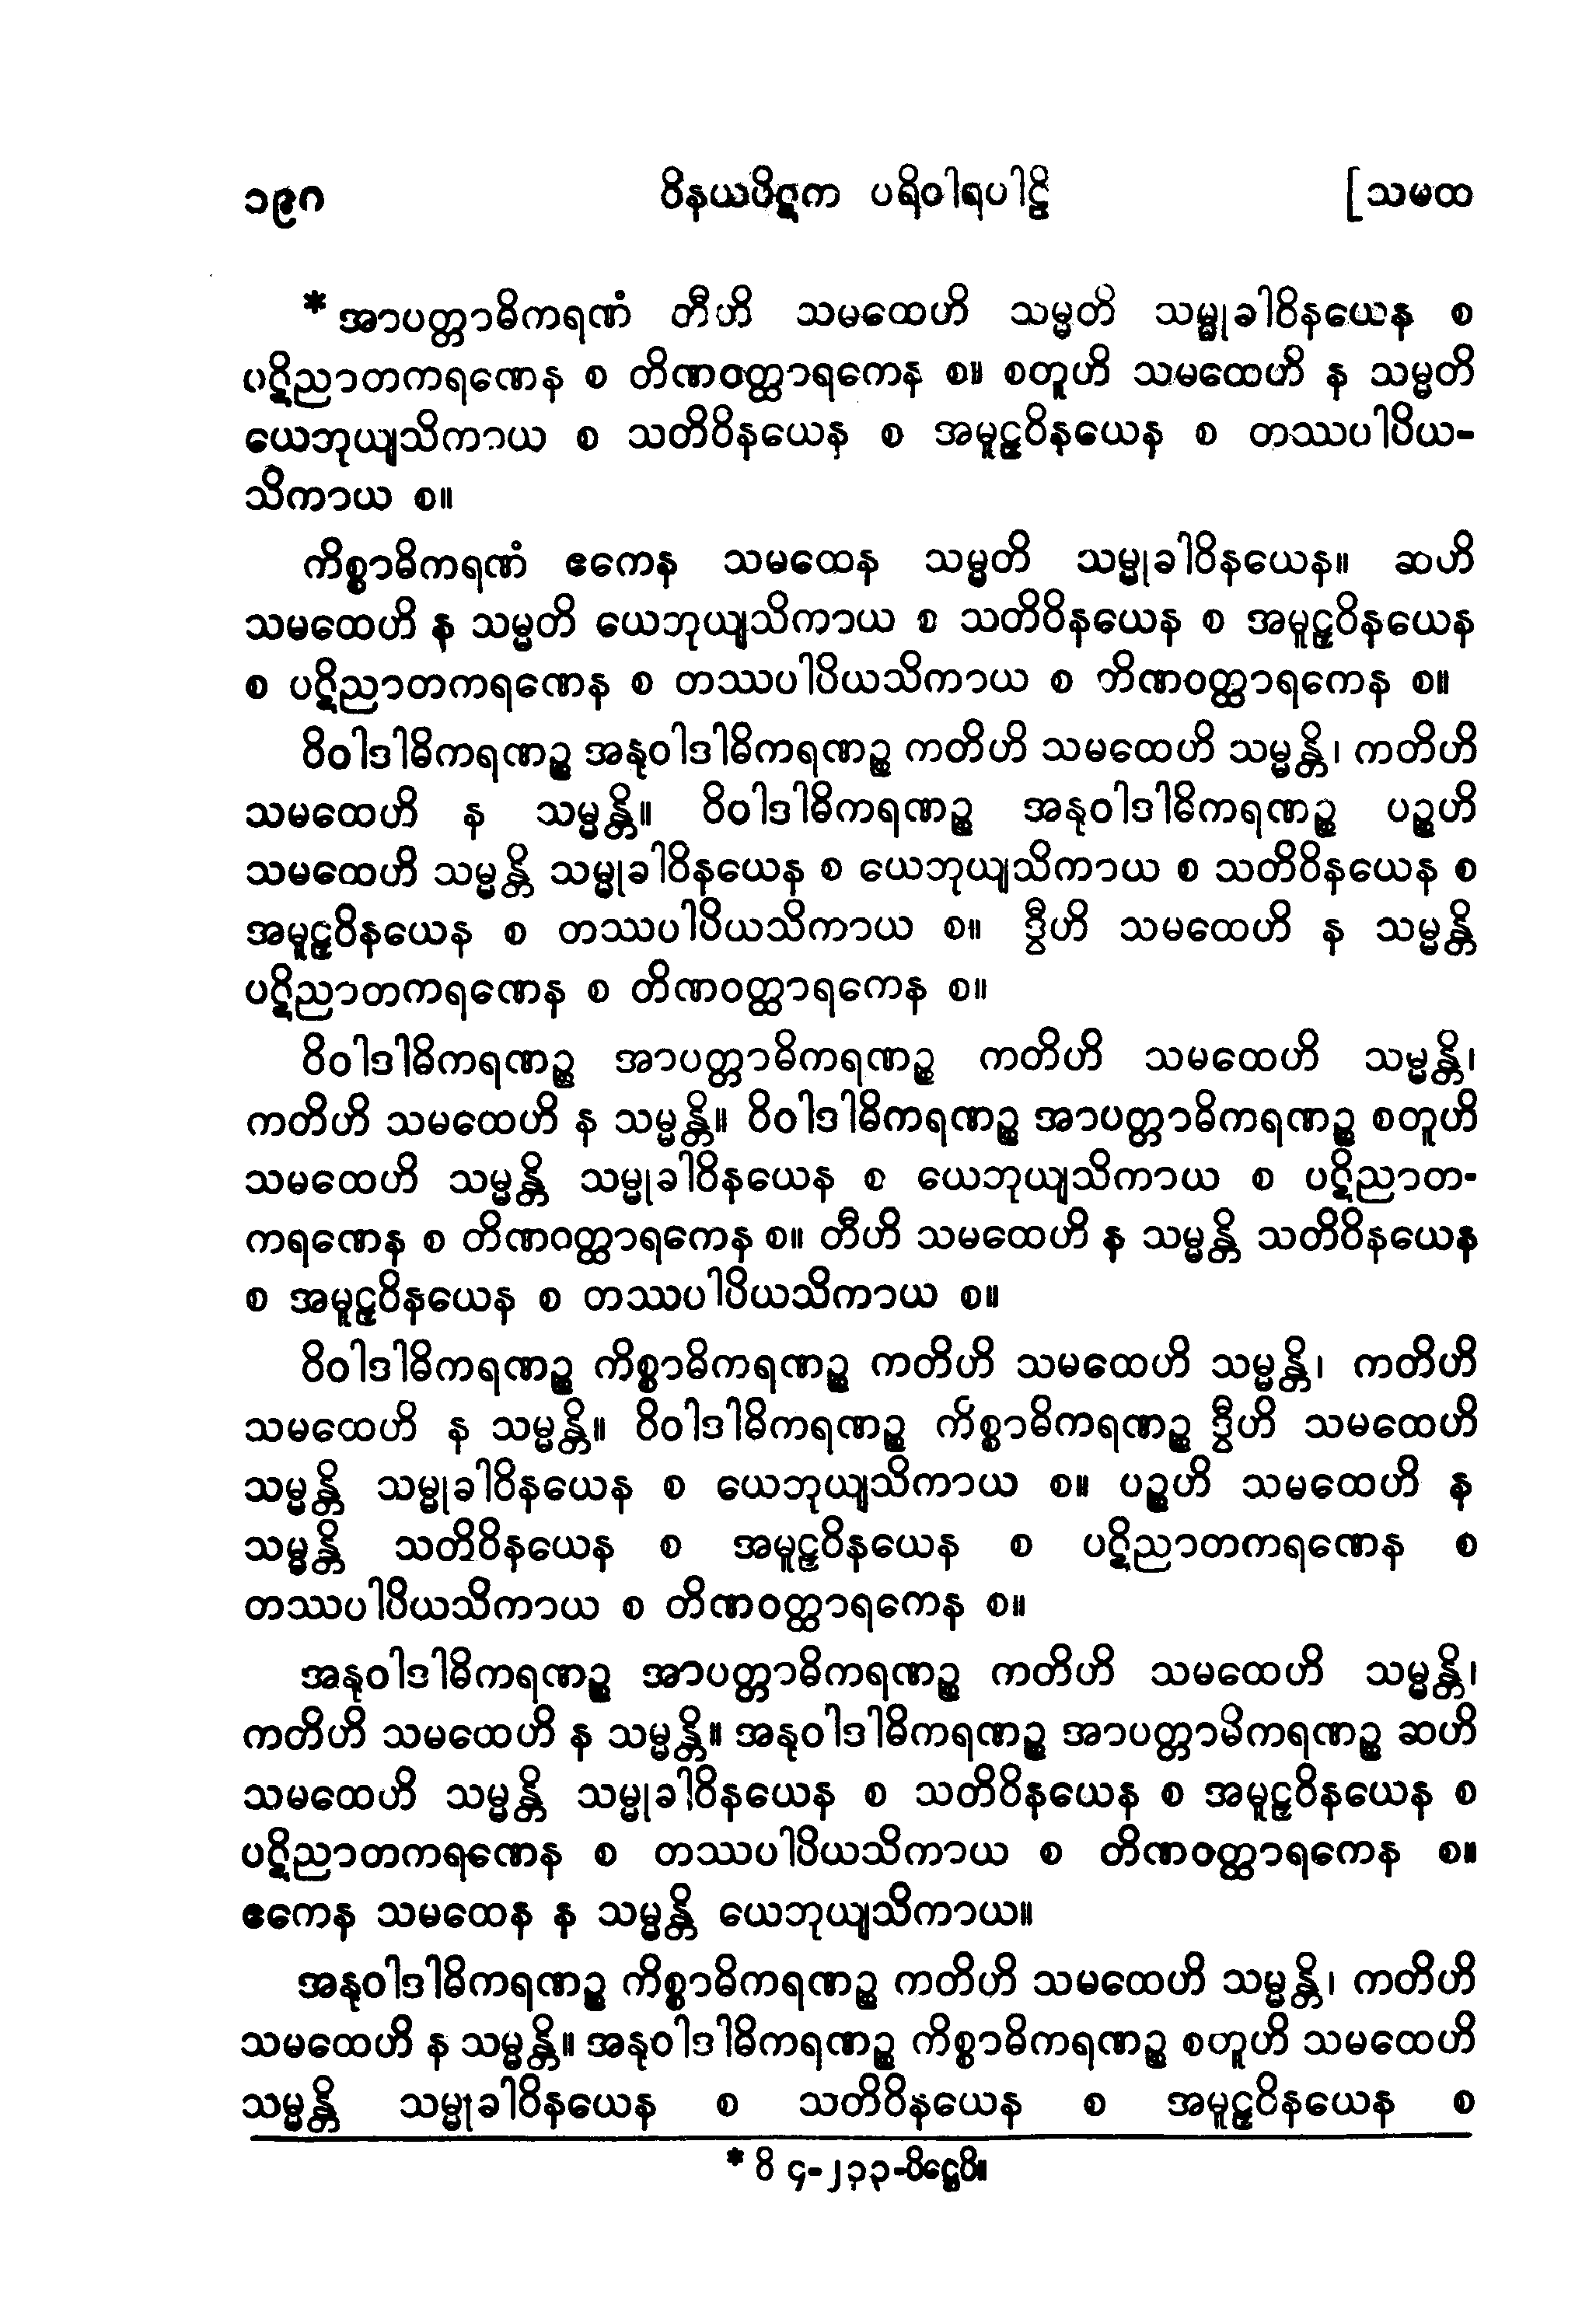 ၁၉၈ ဝိနယပိဋက ပရိဝါရပါဠိ [သမထ
* အာပတ္တာဓိကရဏံ တီဟိ သမထေဟိ သမ္မတိ သမ္မုခါဝိနယေန စ
ပဋိညာတကရဏေန စ တိဏဝတ္ထာရကေန စ။ စတူဟိ သမထေဟိ န သမ္မတိ
ယေဘုယျသိကာယ စ သတိဝိနယေန စ အမူဠှဝိနယေန စ တဿပါပိယ-
သိကာယ စ။
ကိစ္စာဓိကရဏံ ဧကေန သမထေန သမ္မတိ သမ္မုခါဝိနယေန။ ဆဟိ
သမထေဟိ န သမ္မတိ ယေဘုယျသိကာယ စ သတိဝိနယေန စ အမူဠှဝိနယေန
စ ပဋိညာတကရဏေန စ တဿပါပိယသိကာယ စ တိဏဝတ္ထာရကေန စ။
ဝိဝါဒါဓိကရဏဉ္စ အနုဝါဒါဓိကရဏဉ္စ ကတိဟိ သမထေဟိ သမ္မန္တိ၊ ကတိဟိ
သမထေဟိ န သမ္မန္တိ။ ဝိဝါဒါဓိကရဏဉ္စ အနုဝါဒါဓိကရဏဉ္စ ပဉ္စဟိ
သမထေဟိ သမ္မန္တိ သမ္မုခါဝိနယေန စ ယေဘုယျသိကာယ စ သတိဝိနယေန စ
အမူဠှဝိနယေန စ တဿပါပိယသိကာယ စ။ ဒွီဟိ သမထေဟိ န သမ္မန္တိ
ပဋိညာတကရဏေန စ တိဏဝတ္ထာရကေန စ။
ဝိဝါဒါဓိကရဏဉ္စ အာပတ္တာဓိကရဏဉ္စ ကတိဟိ သမထေဟိ သမ္မန္တိ၊
ကတိဟိ သမထေဟိ န သမ္မန္တိ။ ဝိဝါဒါဓိကရဏဉ္စ အာပတ္တာဓိကရဏဉ္စ စတူဟိ
သမထေဟိ သမ္မန္တိ သမ္မုခါဝိနယေန စ ယေဘုယျသိကာယ စ ပဋိညာတ-
ကရဏေန စ တိဏဝတ္ထာရကေန စ။ တီဟိ သမထေဟိ န သမ္မန္တိ သတိဝိနယေန
စ အမူဠှဝိနယေန စ တဿပါပိယသိကာယ စ။
ဝိဝါဒါဓိကရဏဉ္စ ကိစ္စာဓိကရဏဉ္စ ကတိဟိ သမထေဟိ သမ္မန္တိ၊ ကတိဟိ
သမထေဟိ န သမ္မန္တိ။ ဝိဝါဒါဓိကရဏဉ္စ ကိစ္စာဓိကရဏဉ္စ ဒွီဟိ သမထေဟိ
သမ္မန္တိ သမ္မုခါဝိနယေန စ ယေဘုယျသိကာယ စ။ ပဉ္စဟိ သမထေဟိ န
သမ္မန္တိ သတိဝိနယေန စ အမူဠှဝိနယေန စ ပဋိညာတကရဏေန စ
တဿပါပိယသိကာယ စ တိဏဝတ္ထာရကေန စ။
အနုဝါဒါဓိကရဏဉ္စ အာပတ္တာဓိကရဏဉ္စ ကတိဟိ သမထေဟိ သမ္မန္တိ၊
ကတိဟိ သမထေဟိ န သမ္မန္တိ။ အနုဝါဒါဓိကရဏဉ္စ အာပတ္တာဓိကရဏဉ္စ ဆဟိ
သမထေဟိ သမ္မန္တိ သမ္မုခါဝိနယေန စ သတိဝိနယေန စ အမူဠှဝိနယေန စ
ပဋိညာတကရဏေန စ တဿပါပိယသိကာယ စ တိဏဝတ္ထာရကေန စ။
ဧကေန သမထေန န သမ္မန္တိ ယေဘုယျသိကာယ။
အနုဝါဒါဓိကရဏဉ္စ ကိစ္စာဓိကရဏဉ္စ ကတိဟိ သမထေဟိ သမ္မန္တိ၊ ကတိဟိ
သမထေဟိ န သမ္မန္တိ။ အနုဝါဒါဓိကရဏဉ္စ ကိစ္စာဓိကရဏဉ္စ စတူဟိ သမထေဟိ
သမ္မန္တိ သမ္မုခါဝိနယေန စ သတိဝိနယေန စ အမူဠှဝိနယေန စ
* ဝိ ၄-၂၃၃-ပိဋ္ဌေပိ။